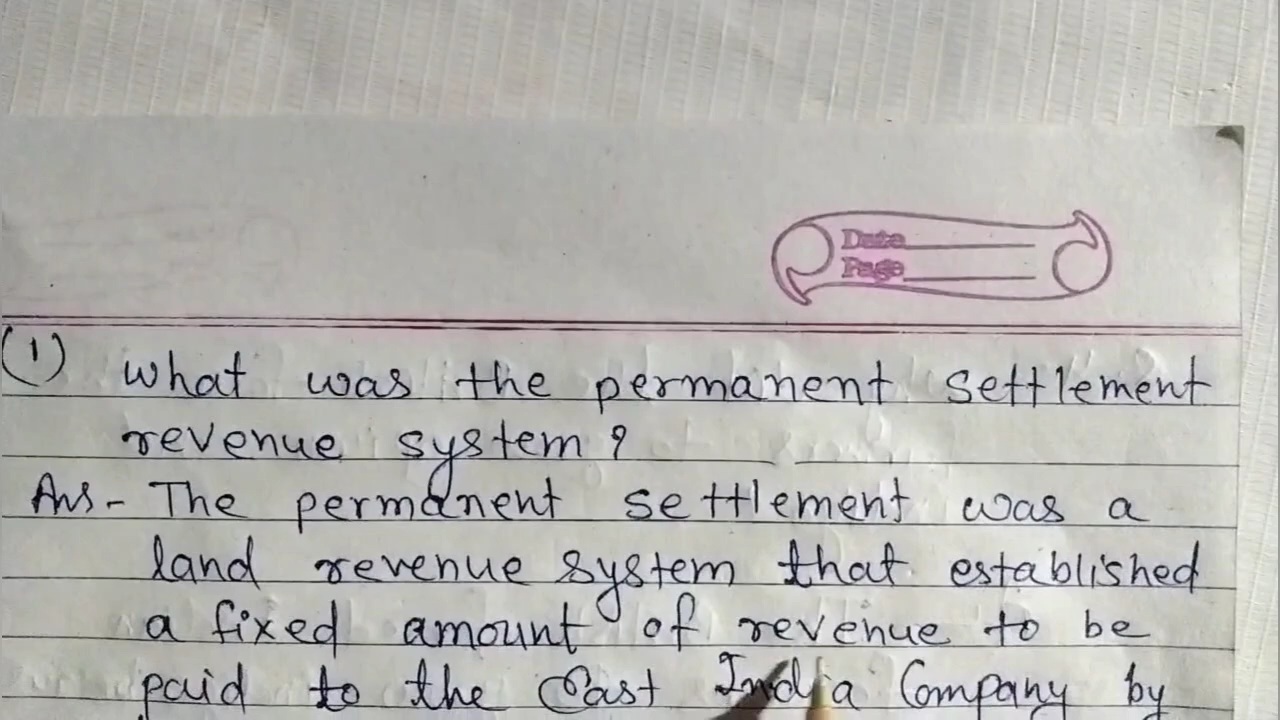 Date
Page
(1) What was the permanent settlement
revenue system ?
Ans - The permanent settlement was a
land revenue system that established
a fixed amount of revenue to be
paid to the East India Company by